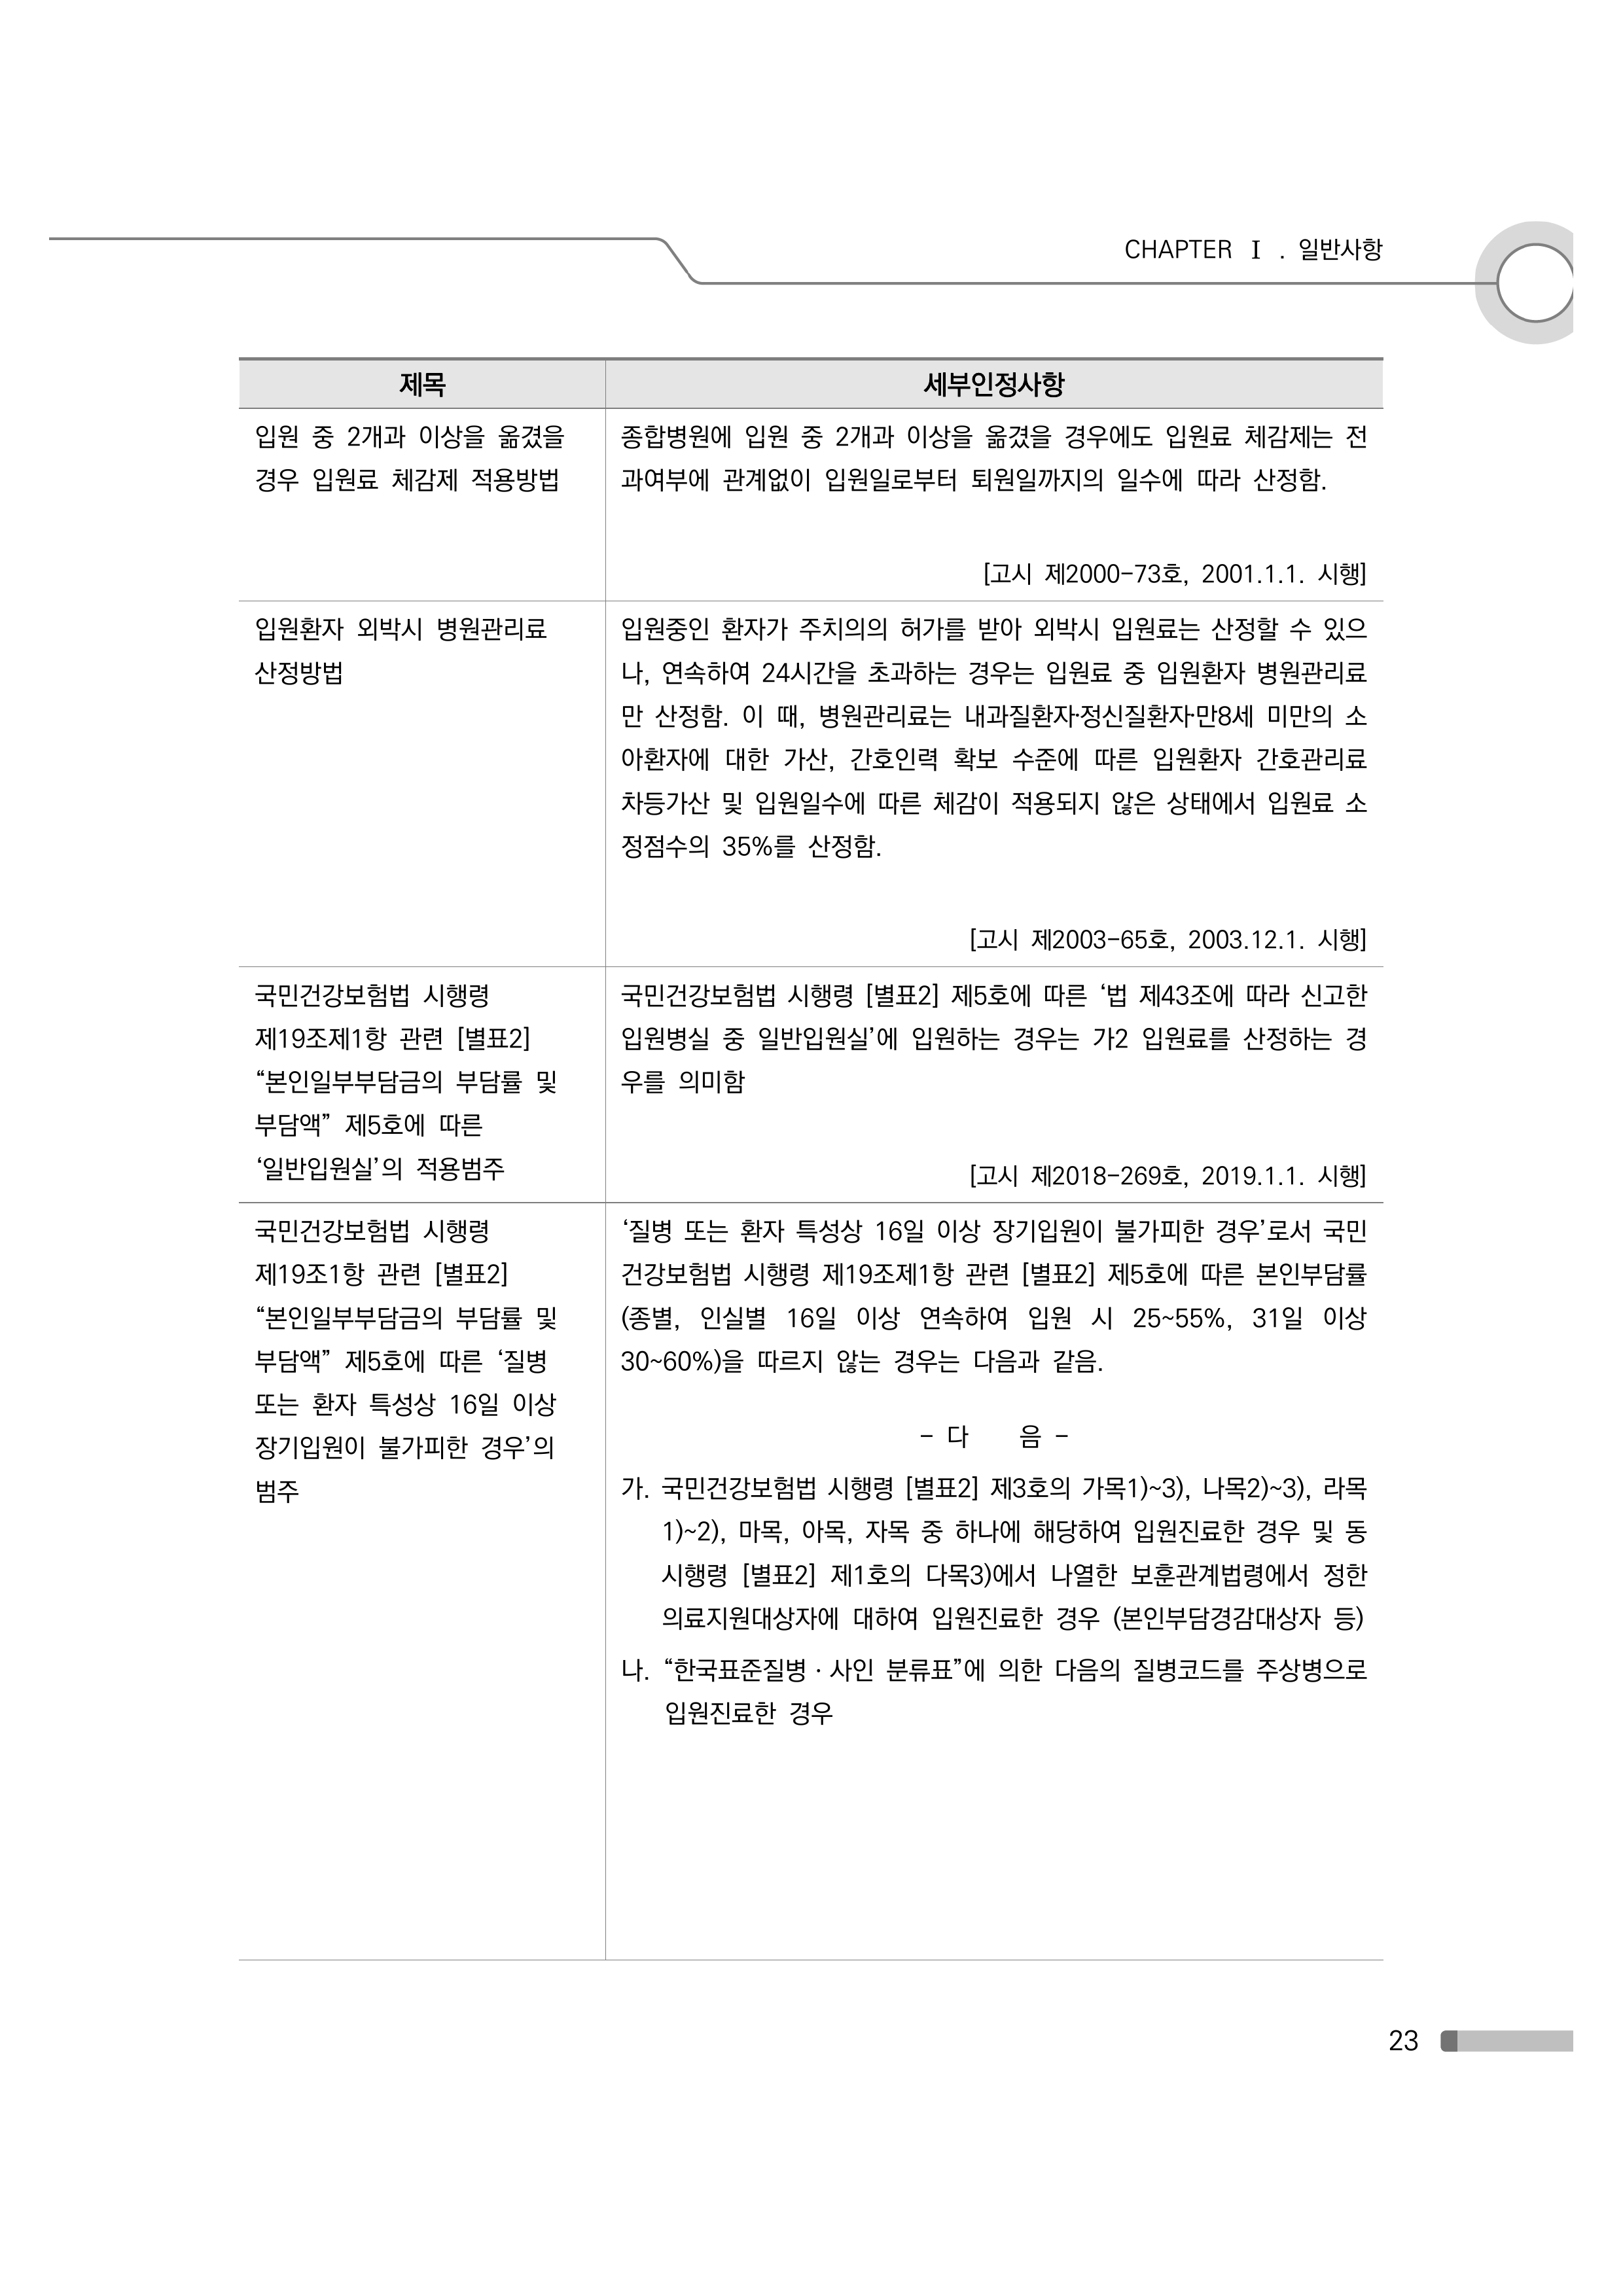 CHAPTER Ⅰ . 일반사항
제목
세부인정사항
입원 중 2개과 이상을 옮겼을
경우 입원료 체감제 적용방법
종합병원에 입원 중 2개과 이상을 옮겼을 경우에도 입원료 체감제는 전
과여부에 관계없이 입원일로부터 퇴원일까지의 일수에 따라 산정함.
[고시 제2000-73호, 2001.1.1. 시행]
입원환자 외박시 병원관리료
산정방법
입원중인 환자가 주치의의 허가를 받아 외박시 입원료는 산정할 수 있으
나, 연속하여 24시간을 초과하는 경우는 입원료 중 입원환자 병원관리료
만 산정함. 이 때, 병원관리료는 내과질환자·정신질환자·만8세 미만의 소
아환자에 대한 가산, 간호인력 확보 수준에 따른 입원환자 간호관리료
차등가산 및 입원일수에 따른 체감이 적용되지 않은 상태에서 입원료 소
정점수의 35%를 산정함.
[고시 제2003-65호, 2003.12.1. 시행]
국민건강보험법 시행령
제19조제1항 관련 [별표2]
“본인일부부담금의 부담률 및
부담액” 제5호에 따른
‘일반입원실’의 적용범주
국민건강보험법 시행령 [별표2] 제5호에 따른 ‘법 제43조에 따라 신고한
입원병실 중 일반입원실’에 입원하는 경우는 가2 입원료를 산정하는 경
우를 의미함
[고시 제2018-269호, 2019.1.1. 시행]
국민건강보험법 시행령
제19조1항 관련 [별표2]
“본인일부부담금의 부담률 및
부담액” 제5호에 따른 ‘질병
또는 환자 특성상 16일 이상
장기입원이 불가피한 경우’의
범주
‘질병 또는 환자 특성상 16일 이상 장기입원이 불가피한 경우’로서 국민
건강보험법 시행령 제19조제1항 관련 [별표2] 제5호에 따른 본인부담률
(종별, 인실별 16일 이상 연속하여 입원 시 25~55%, 31일 이상
30~60%)을 따르지 않는 경우는 다음과 같음.
- 다 음 -
가. 국민건강보험법 시행령 [별표2] 제3호의 가목1)~3), 나목2)~3), 라목
1)~2), 마목, 아목, 자목 중 하나에 해당하여 입원진료한 경우 및 동
시행령 [별표2] 제1호의 다목3)에서 나열한 보훈관계법령에서 정한
의료지원대상자에 대하여 입원진료한 경우 (본인부담경감대상자 등)
나. “한국표준질병 · 사인 분류표”에 의한 다음의 질병코드를 주상병으로
입원진료한 경우
23